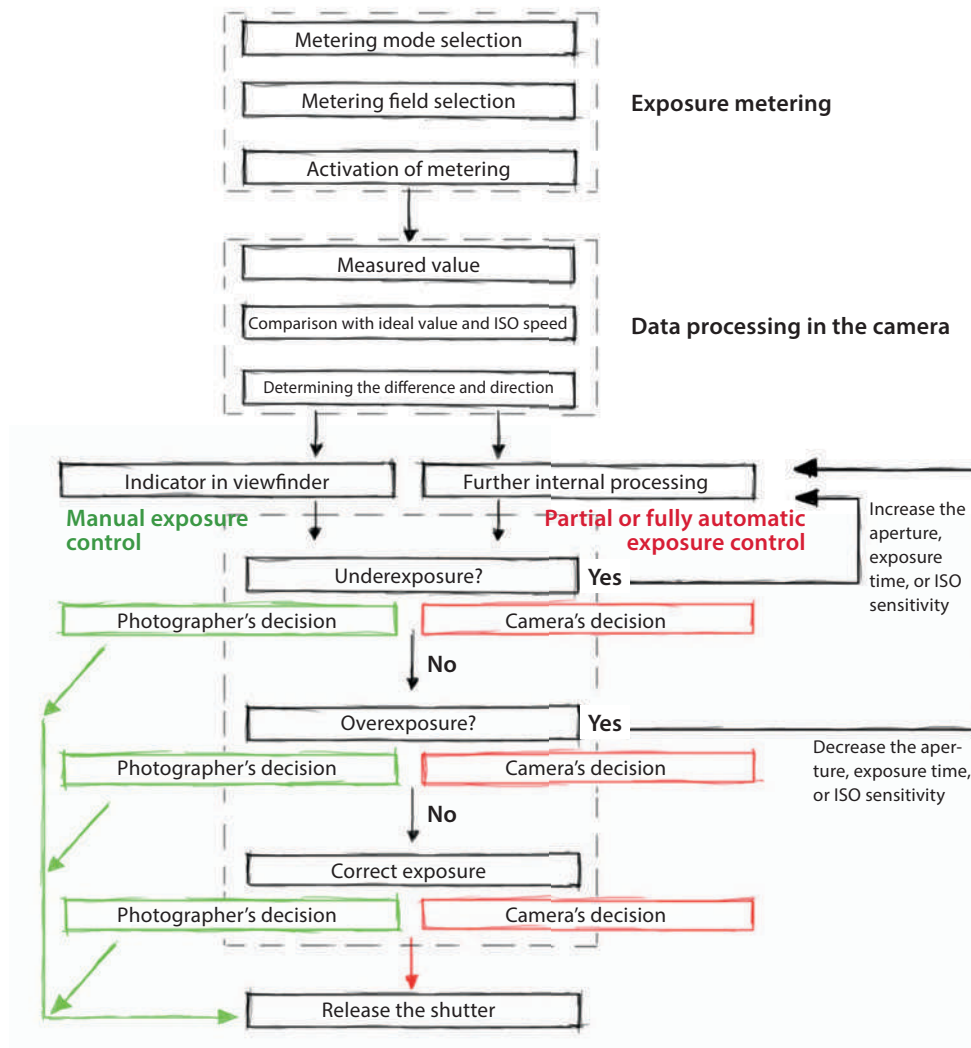 Metering mode selection
Metering field selection
Exposure metering
Activation of metering
Measured value
Comparison with ideal value and ISO speed
Data processing in the camera
Determining the difference and direction
Indicator in viewfinder
Further internal processing
Manual exposure
control
Partial or fully automatic
exposure control
Increase the
aperture,
exposure
time, or ISO
sensitivity
Underexposure?
Yes
Photographer's decision
Camera's decision
No
Overexposure?
Yes
Decrease the aper-
ture, exposure time,
or ISO sensitivity
Photographer's decision
Camera's decision
No
Correct exposure
Photographer's decision
Camera's decision
Release the shutter